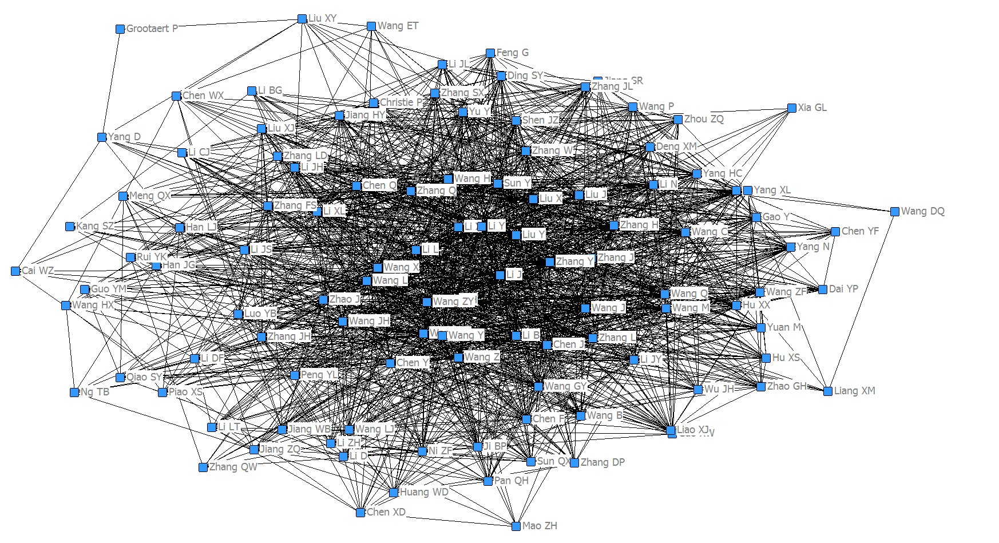 Liu XY
Grootaert P
Wang ET
Feng G
Li JL
Ding SY
Jiang SR
Zhang JL
Li BG
Zhang SX
Chen WX
Christie P
Wang P
Xia GL
Yu Y
Jiang HY
Zhou ZQ
Shen JZ
Liu XJ
Yang D
Deng XM
Zhang W
Li CJ
Zhang LD
Li JH
Yang HC
Wang H
Sun Y
Li N
Chen Q
Zhang Q
Yang XL
Liu J
Meng QX
Liu X
Zhang FS
Li XL
Wang DQ
Gao Y
Zhang H
Kang SZ
Han LJ
Li Y
Wang C
Chen YF
Liu Y
Yang N
Li JS
Li L
Rui YK
Zhang J
Zhang Y
Han JG
Wang X
Cai WZ
Li J
Wang L
Guo YM
Dai YP
Wang ZF
Wang Q
Zhao J
Wang ZY
Wang HX
Hu XX
Wang J
Wang M
Luo YB
Wang JH
Yuan M
Zhang JH
Wang Y
Li B
Zhang L
Chen J
Wang Z
Li DF
Hu XS
Li JY
Chen Y
Peng YL
Qiao SY
Wang GY
Zhao GH
Wu JH
Liang XM
Ng TB
Piao XS
Wang B
Chen F
Li LT
Jiang WB
Wang LJ
Liao XJ
Li ZH
Ji BP
Jiang ZQ
Ni ZF
Li D
Sun QX
Zhang DP
Zhang QW
Pan QH
Huang WD
Chen XD
Mao ZH